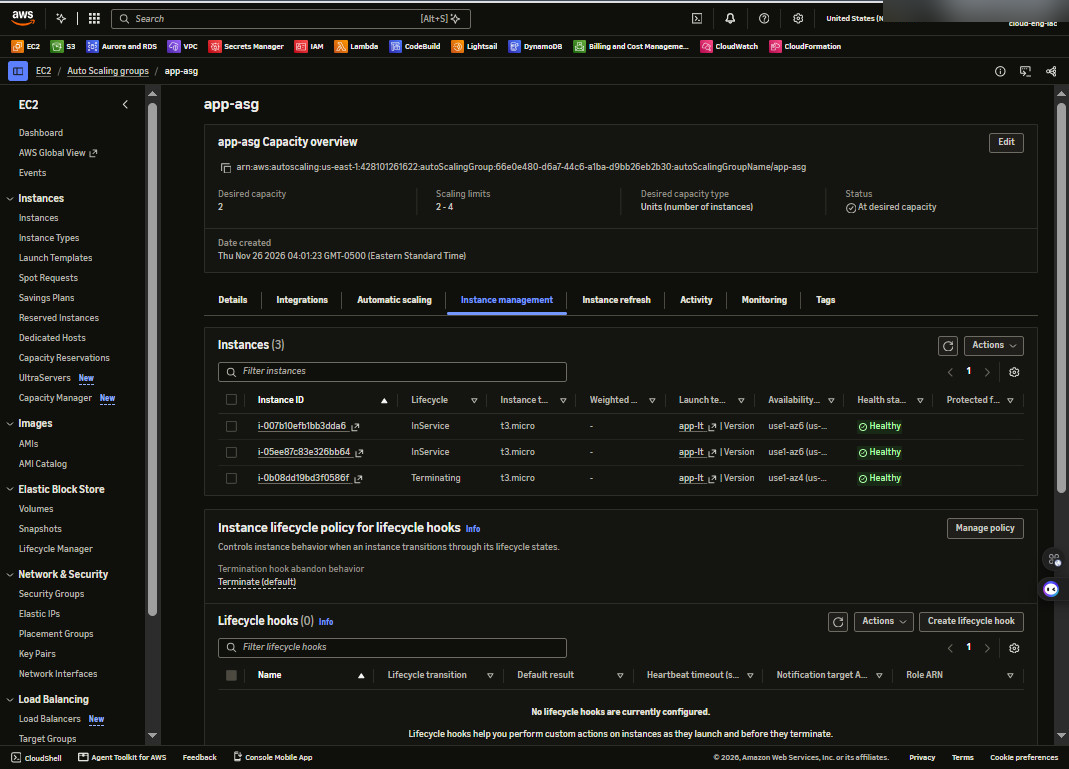 aws
Search [Alt+S]
United States (N
cloud-eng-lac
EC2 S3 Aurora and RDS VPC Secrets Manager IAM Lambda CodeBuild Lightsail DynamoDB Billing and Cost Manageme... CloudWatch CloudFormation
EC2 / Auto Scaling groups / app-asg
EC2
Dashboard
AWS Global View
Events
Instances
Instances
Instance Types
Launch Templates
Spot Requests
Savings Plans
Reserved Instances
Dedicated Hosts
Capacity Reservations
UltraServers New
Capacity Manager New
Images
AMIs
AMI Catalog
Elastic Block Store
Volumes
Snapshots
Lifecycle Manager
Network & Security
Security Groups
Elastic IPs
Placement Groups
Key Pairs
Network Interfaces
Load Balancing
Load Balancers New
Target Groups
app-asg
app-asg Capacity overview
Edit
arn:aws:autoscaling:us-east-1:428101261622:autoScalingGroup:66e0e480-d6a7-44c6-a1ba-d9bb26eb2b30:autoScalingGroupName/app-asg
Desired capacity Scaling limits Desired capacity type Status
2 2 - 4 Units (number of instances) At desired capacity
Date created
Thu Nov 26 2026 04:01:23 GMT-0500 (Eastern Standard Time)
Details Integrations Automatic scaling Instance management Instance refresh Activity Monitoring Tags
Instances (3)
Actions
Filter instances
1
Instance ID Lifecycle Instance t... Weighted ... Launch te... Availability... Health sta... Protected f...
i-007b10efb1bb3dda6 InService t3.micro - app-lt | Version use1-az6 (us-... Healthy
i-05ee87c83e326bb64 InService t3.micro - app-lt | Version use1-az6 (us-... Healthy
i-0b08dd19bd3f0586f Terminating t3.micro - app-lt | Version use1-az4 (us-... Healthy
Instance lifecycle policy for lifecycle hooks Info
Manage policy
Controls instance behavior when an instance transitions through its lifecycle states.
Termination hook abandon behavior
Terminate (default)
Lifecycle hooks (0) Info
Actions Create lifecycle hook
Filter lifecycle hooks
1
Name Lifecycle transition Default result Heartbeat timeout (s... Notification target A... Role ARN
No lifecycle hooks are currently configured.
Lifecycle hooks help you perform custom actions on instances as they launch and before they terminate.
CloudShell Agent Toolkit for AWS Feedback Console Mobile App © 2026, Amazon Web Services, Inc. or its affiliates. Privacy Terms Cookie preferences